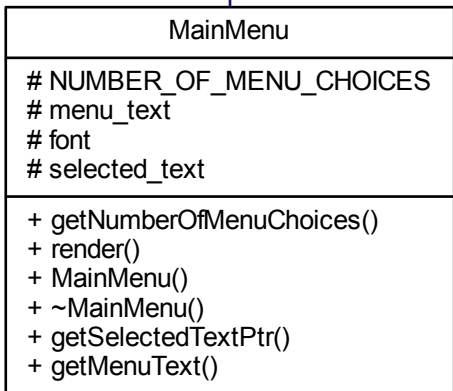 MainMenu
# NUMBER_OF_MENU_CHOICES
# menu_text
# font
# selected_text
+ getNumberOfMenuChoices()
+ render()
+ MainMenu()
+ ~MainMenu()
+ getSelectedTextPtr()
+ getMenuText()